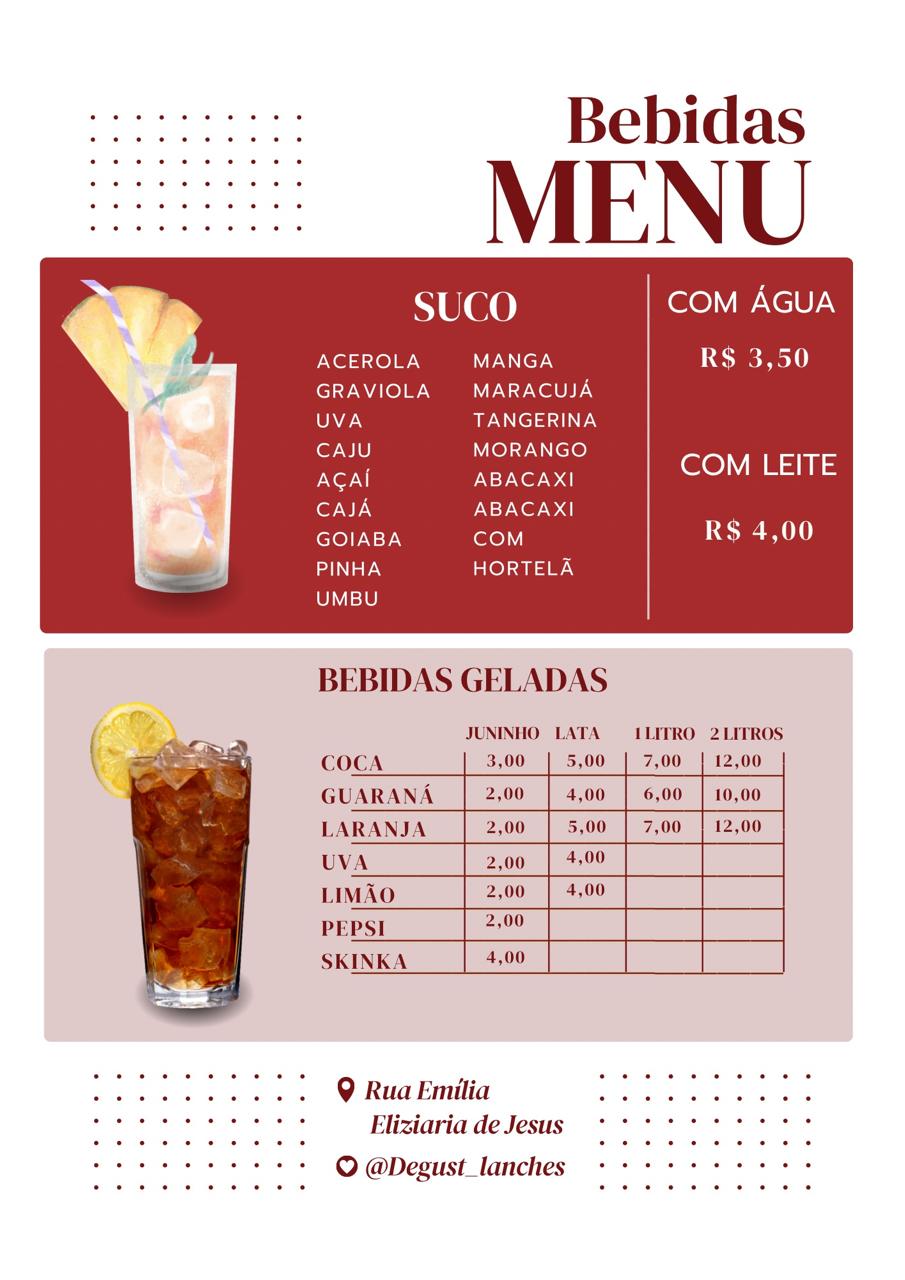 Bebidas
MENU
SUCO
ACEROLA
GRAVIOLA
UVA
CAJU
AÇAÍ
CAJÁ
GOIABA
PINHA
UMBU
MANGA
MARACUJÁ
TANGERINA
MORANGO
ABACAXI
ABACAXI
COM
HORTELÃ
COM ÁGUA
R$ 3,50
COM LEITE
R$ 4,00
BEBIDAS GELADAS
JUNINHO LATA 1 LITRO 2 LITROS
COCA 3,00 5,00 7,00 12,00
GUARANÁ 2,00 4,00 6,00 10,00
LARANJA 2,00 5,00 7,00 12,00
UVA 2,00 4,00
LIMÃO 2,00 4,00
PEPSI 2,00
SKINKA 4,00
Rua Emília
Eliziaria de Jesus
@Degust_lanches